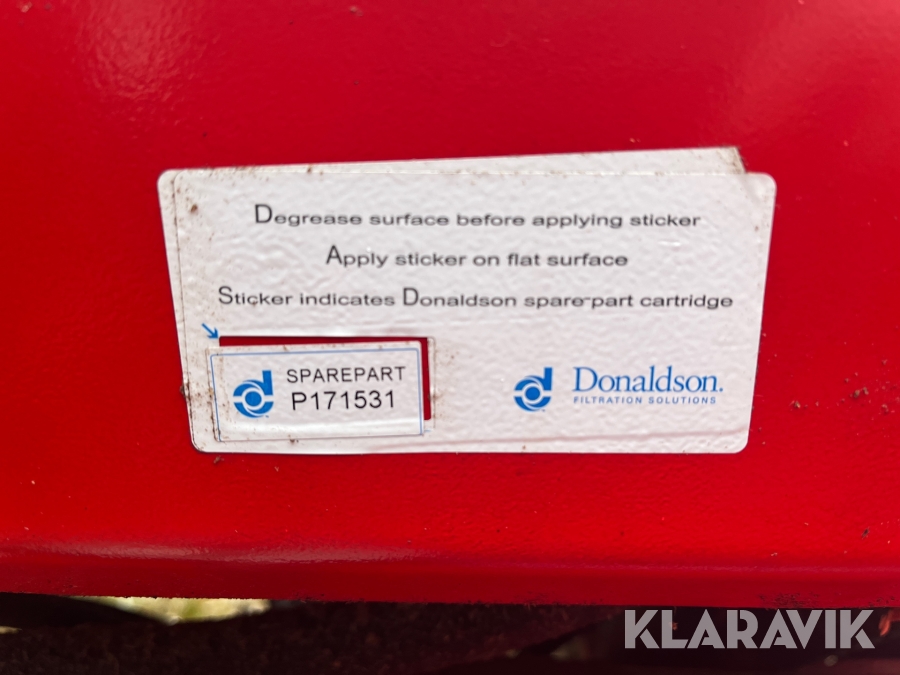 Degrease surface before applying sticker
Apply sticker on flat surface
Sticker indicates Donaldson spare-part cartridge
SPAREPART
P171531
Donaldson.
FILTRATION SOLUTIONS
KLARAVIK